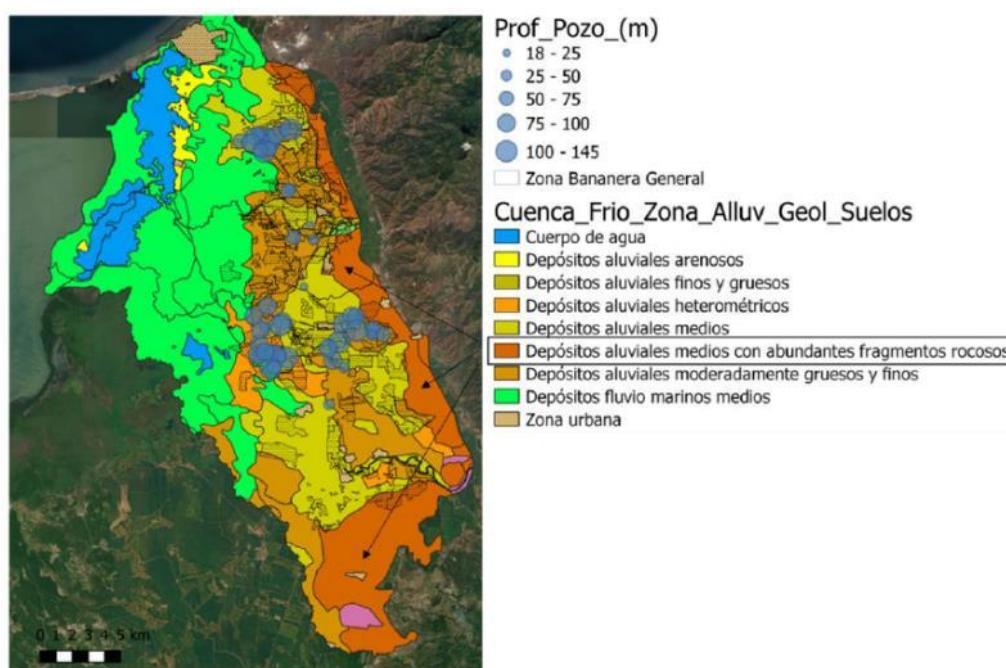 Prof_Pozo_(m)
18 - 25
25 - 50
50 - 75
75 - 100
100 - 145
Zona Bananera General
Cuenca_Frio_Zona_Alluv_Geol_Suelos
Cuerpo de agua
Depósitos aluviales arenosos
Depósitos aluviales finos y gruesos
Depósitos aluviales heterométricos
Depósitos aluviales medios
Depósitos aluviales medios con abundantes fragmentos rocosos
Depósitos aluviales moderadamente gruesos y finos
Depósitos fluvio marinos medios
Zona urbana
0 1 2 3 4 5 km